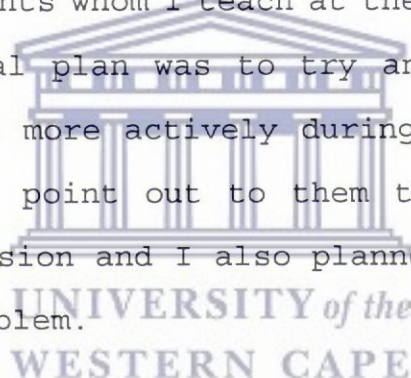 nts whom I teach at the
al plan was to try an
more actively during
point out to them t
sion and I also plann
UNIVERSITY of the
blem.
WESTERN CAPE